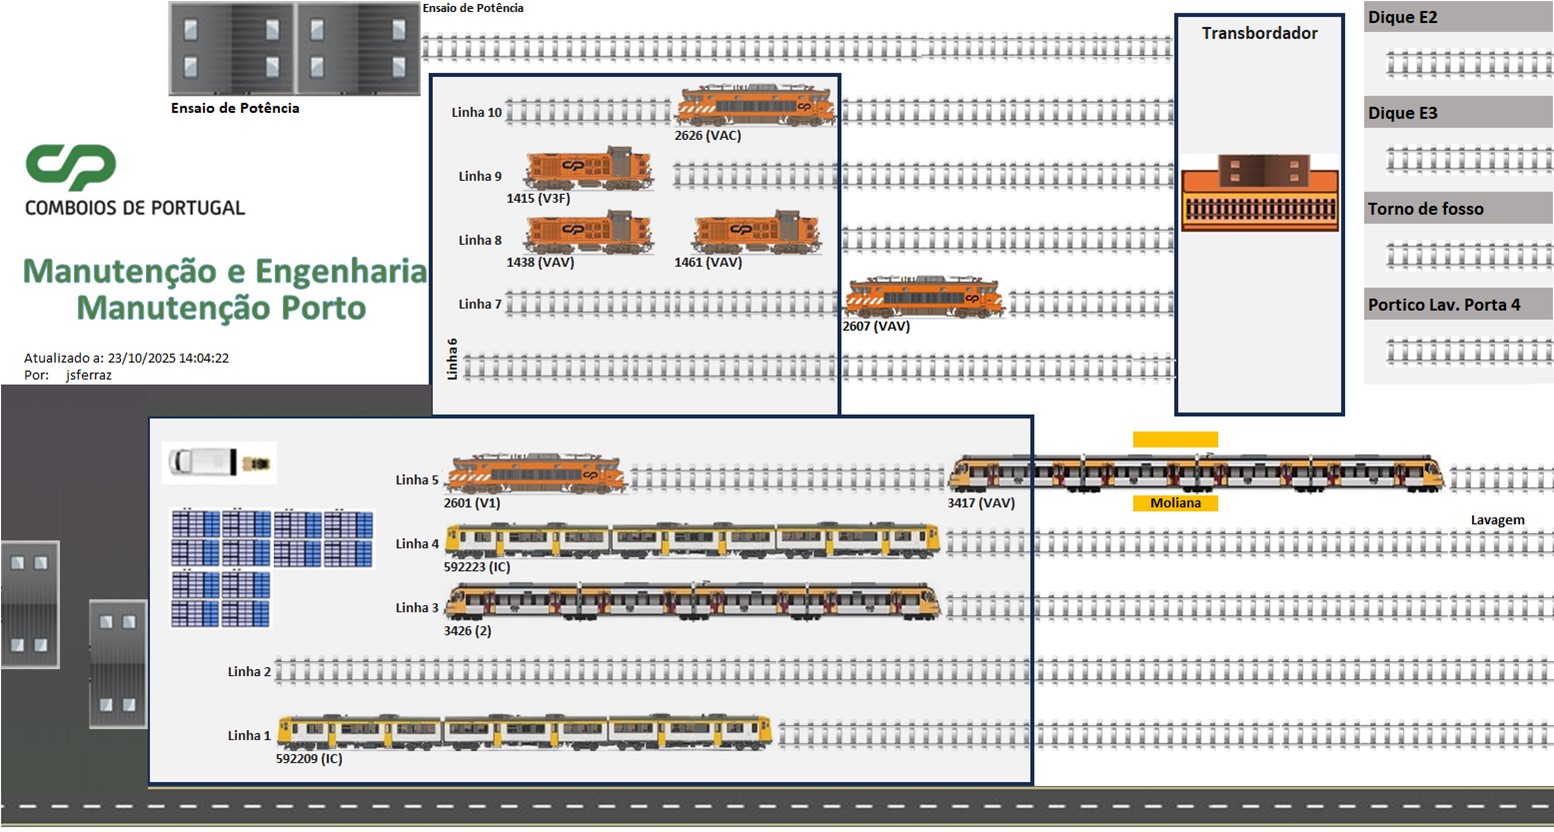 Ensaio de Potência
Ensaio de Potência
Transbordador
Dique E2
Dique E3
Torno de fosso
Portico Lav. Porta 4
CP
COMBOIOS DE PORTUGAL
Manutenção e Engenharia
Manutenção Porto
Atualizado a: 23/10/2025 14:04:22
Por: jsferraz
Linha 10
2626 (VAC)
Linha 9
1415 (V3F)
Linha 8
1438 (VAV)
1461 (VAV)
Linha 7
2607 (VAV)
Linha 6
Linha 5
2601 (V1)
3417 (VAV)
Moliana
Lavagem
Linha 4
592223 (IC)
Linha 3
3426 (2)
Linha 2
Linha 1
592209 (IC)